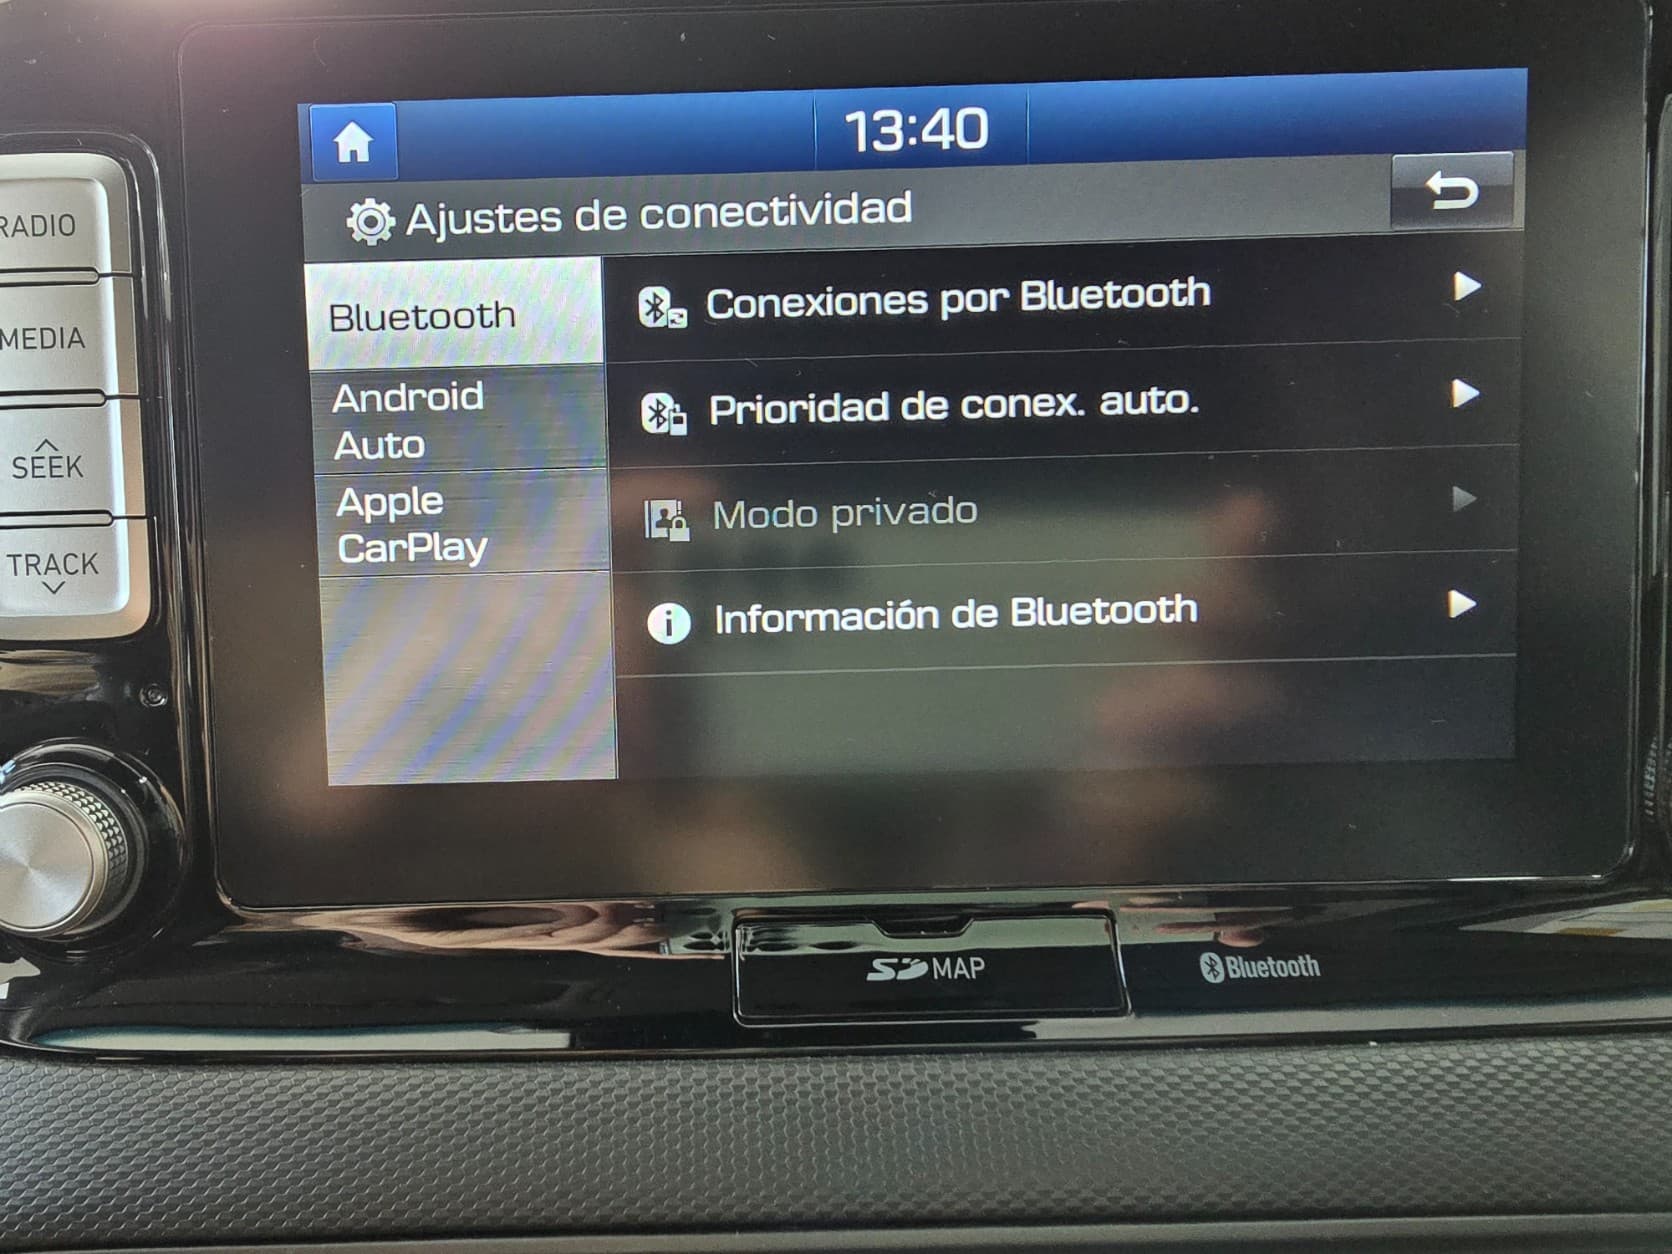 13:40
Ajustes de conectividad
Bluetooth
Android
Auto
Apple
CarPlay
Conexiones por Bluetooth
Prioridad de conex. auto.
Modo privado
Información de Bluetooth
RADIO
MEDIA
SEEK
TRACK
SD MAP
Bluetooth